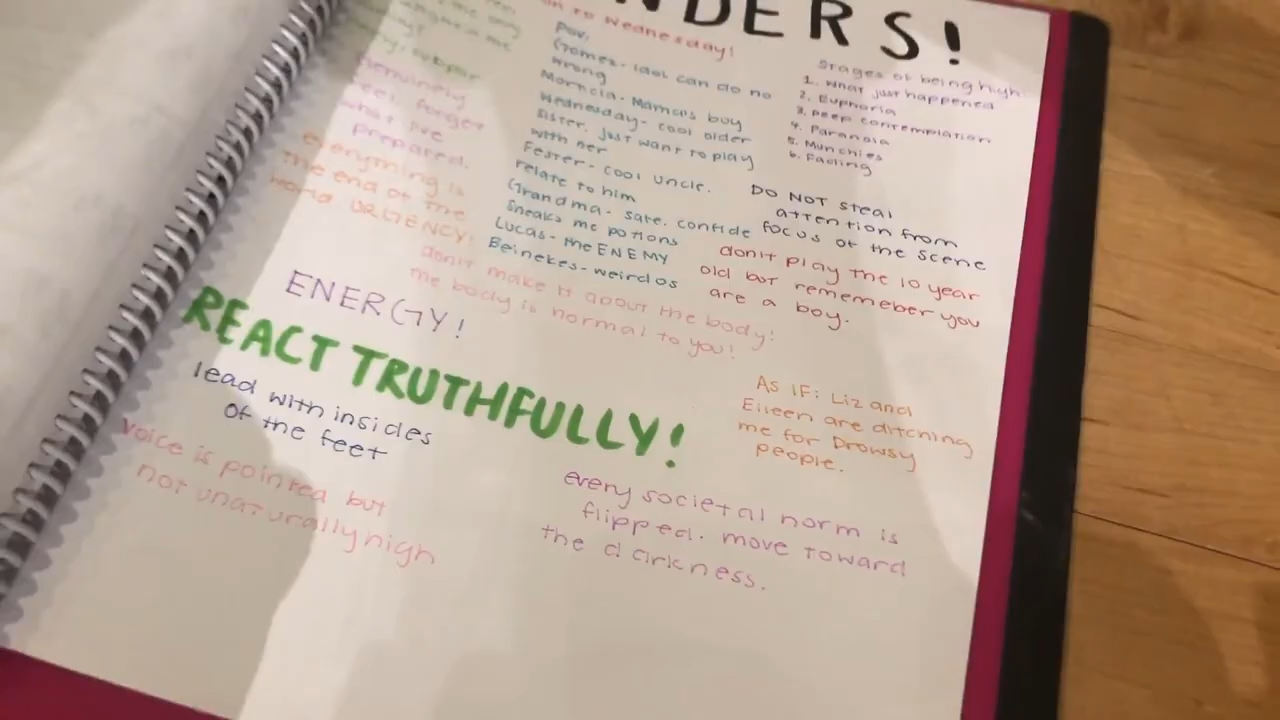 NDERS!
on to Wednesday!
Pov:
Gomez- idol can do no
wrong
Morticia- Mama's boy
Wednesday- cool older
sister, just want to play
with her
Fester- cool uncle.
relate to him
Grandma- safe. confide
sneaks me potions
Lucas- the ENEMY
Beinekes- weirdos
Stages of being high
1. What just happened
2. Euphoria
3. Deep contemplation
4. Paranoia
5. Munchies
6. Fading
DO NOT steal
attention from
focus of the scene
don't play the 10 year
old but rememeber you
are a boy.
forget
what
prepared.
everything is
the end of the
URGENCY!
don't make it about the body!
the body is normal to you!
ENERGY!
REACT TRUTHFULLY!
lead with insides
of the feet
voice is pointed but
not unaturally high
As IF: Liz and
Eileen are ditching
me for Drowsy
people.
every societal norm is
flipped. move toward
the darkness.